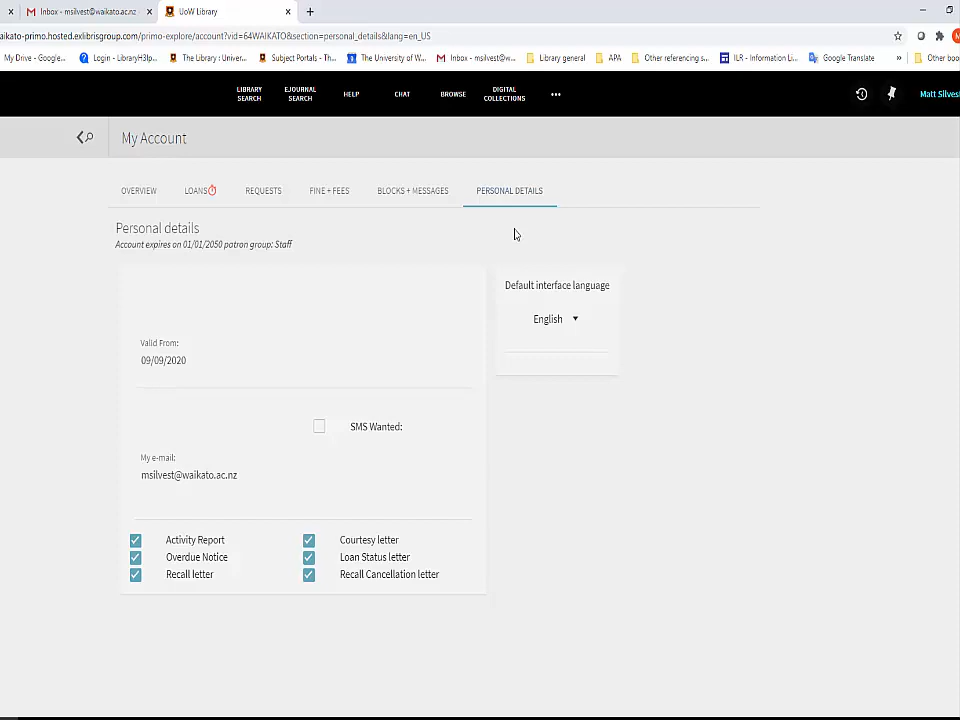 Inbox - msilvest@waikato.ac.nz
UoW Library
aikato-primo.hosted.exlibrisgroup.com/primo-explore/account?vid=64WAIKATO&section=personal_details&lang=en_US
My Drive - Google...
Login - LibraryH3lp...
The Library : Univer...
Subject Portals - Th...
The University of W...
Inbox - msilvest@w...
Library general
APA
Other referencing s...
ILR - Information Li...
Google Translate
»
Other boo
LIBRARY SEARCH
EJOURNAL SEARCH
HELP
CHAT
BROWSE
DIGITAL COLLECTIONS
...
Matt Silves
My Account
OVERVIEW
LOANS
REQUESTS
FINE + FEES
BLOCKS + MESSAGES
PERSONAL DETAILS
Personal details
Account expires on 01/01/2050 patron group: Staff
Default interface language
English
Valid From:
09/09/2020
SMS Wanted:
My e-mail:
msilvest@waikato.ac.nz
Activity Report
Courtesy letter
Overdue Notice
Loan Status letter
Recall letter
Recall Cancellation letter